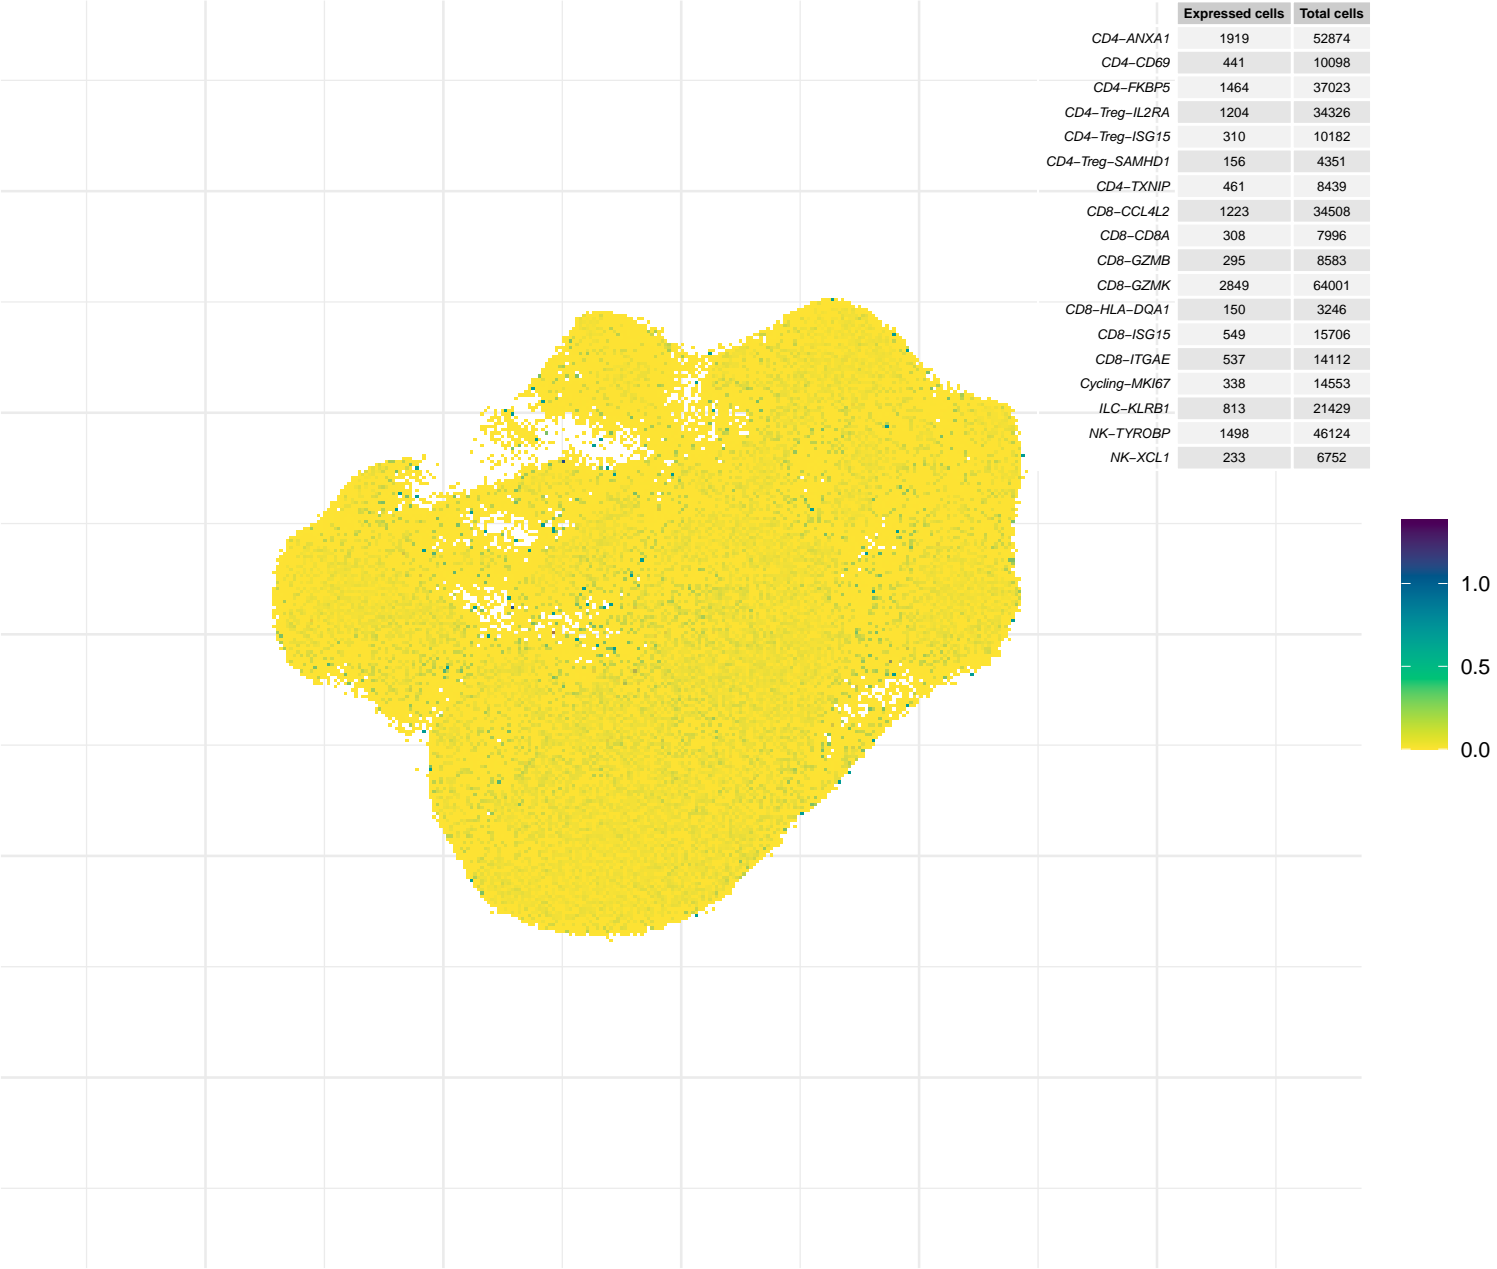 Expressed cells Total cells
CD4−ANXA1 1919 52874
CD4−CD69 441 10098
CD4−FKBP5 1464 37023
CD4−Treg−IL2RA 1204 34326
CD4−Treg−ISG15 310 10182
CD4−Treg−SAMHD1 156 4351
CD4−TXNIP 461 8439
CD8−CCL4L2 1223 34508
CD8−CD8A 308 7996
CD8−GZMB 295 8583
CD8−GZMK 2849 64001
CD8−HLA−DQA1 150 3246
CD8−ISG15 549 15706
CD8−ITGAE 537 14112
Cycling−MKI67 338 14553
ILC−KLRB1 813 21429
NK−TYROBP 1498 46124
NK−XCL1 233 6752
1.0
0.5
0.0